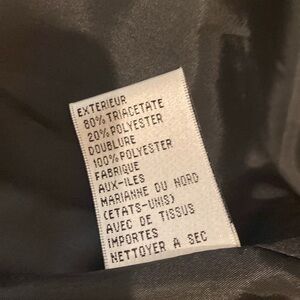 EXTERIEUR
80% TRIACETATE
20% POLYESTER
DOUBLURE
100% POLYESTER
FABRIQUE
AUX-ILES
MARIANNE DU NORD
(ETATS-UNIS)
AVEC DE TISSUS
IMPORTES
NETTOYER A SEC